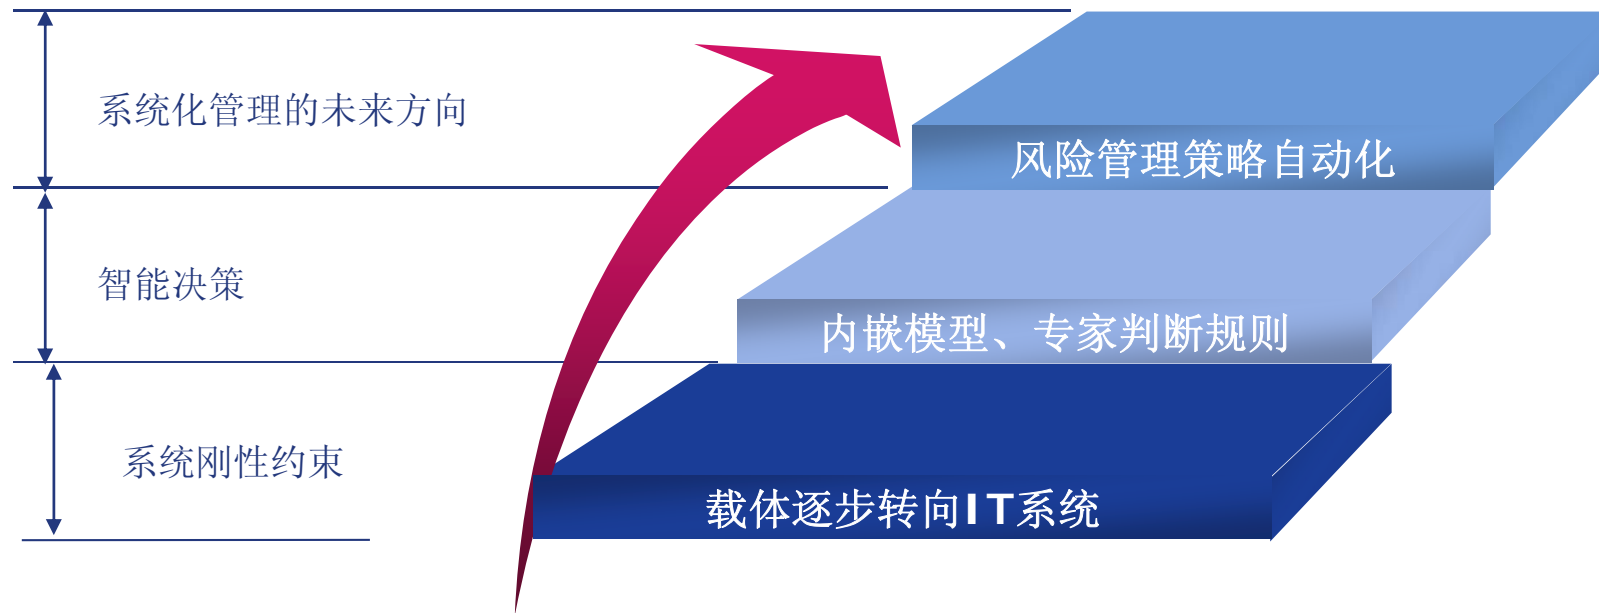 系统化管理的未来方向
风险管理策略自动化
智能决策
内嵌模型、专家判断规则
系统刚性约束
载体逐步转向IT系统